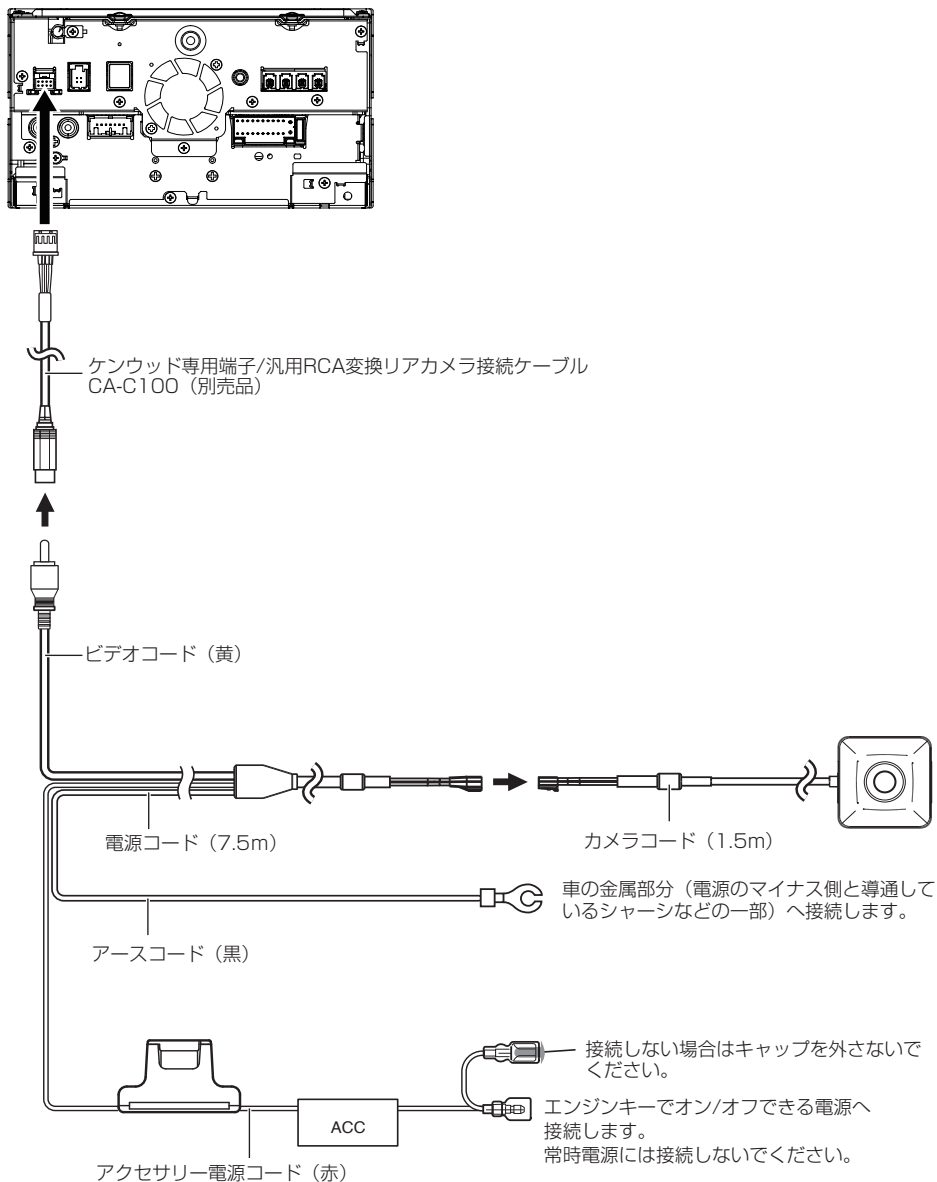 ケンウッド専用端子/汎用RCA変換リアカメラ接続ケーブル
CA-C100（別売品）
ビデオコード（黄）
電源コード（7.5m）
カメラコード（1.5m）
車の金属部分（電源のマイナス側と導通して
いるシャーシなどの一部）へ接続します。
アースコード（黒）
接続しない場合はキャップを外さないで
ください。
エンジンキーでオン/オフできる電源へ
接続します。
常時電源には接続しないでください。
ACC
アクセサリー電源コード（赤）